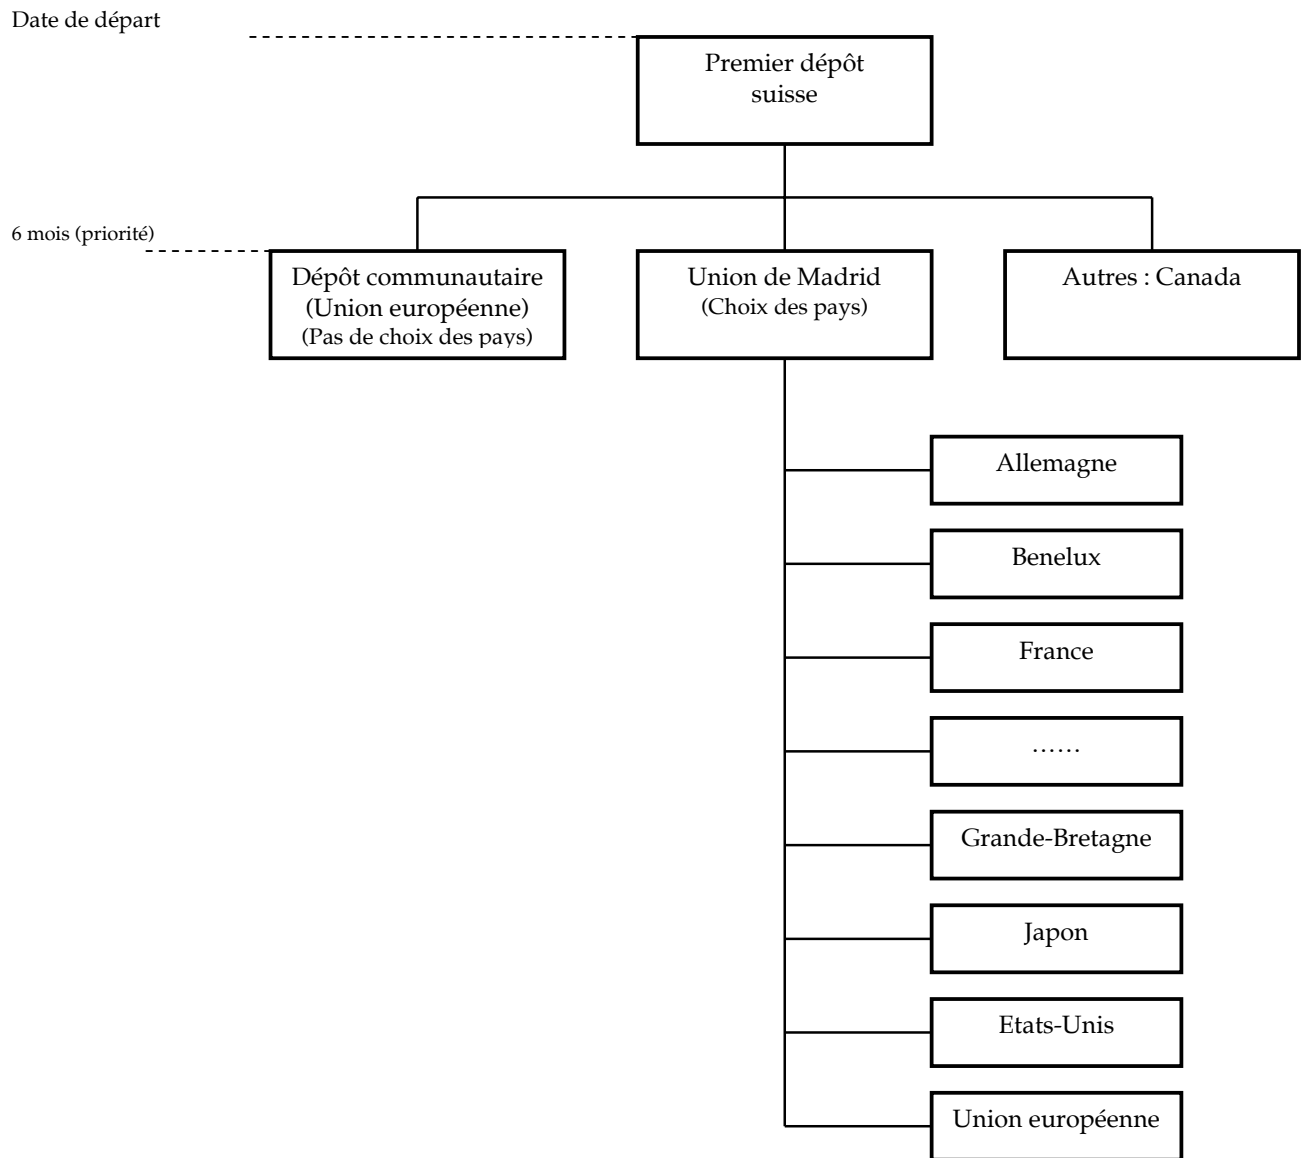 Date de départ
Premier dépôt
suisse
6 mois (priorité)
Dépôt communautaire
(Union européenne)
(Pas de choix des pays)
Union de Madrid
(Choix des pays)
Autres : Canada
Allemagne
Benelux
France
……
Grande-Bretagne
Japon
Etats-Unis
Union européenne